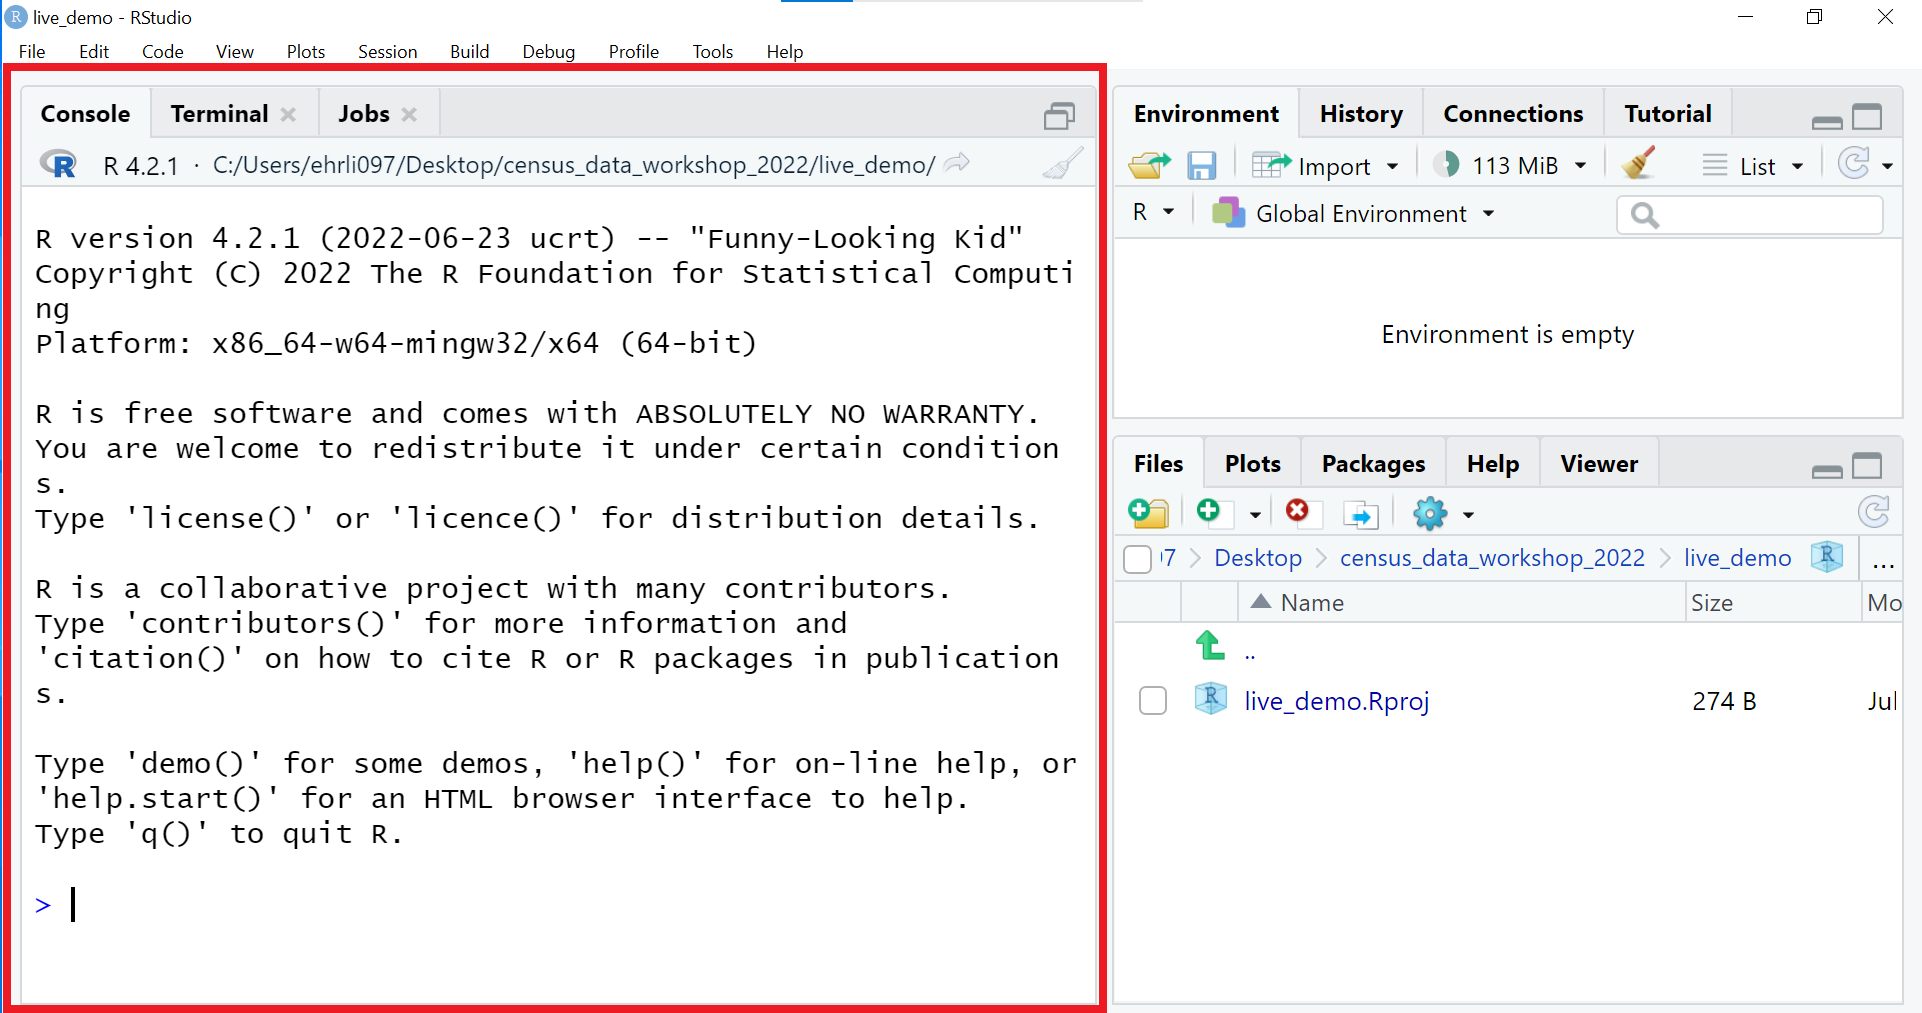 live_demo - RStudio
File Edit Code View Plots Session Build Debug Profile Tools Help
Console Terminal Jobs
R 4.2.1 · C:/Users/ehrli097/Desktop/census_data_workshop_2022/live_demo/
R version 4.2.1 (2022-06-23 ucrt) -- "Funny-Looking Kid"
Copyright (C) 2022 The R Foundation for Statistical Computi
ng
Platform: x86_64-w64-mingw32/x64 (64-bit)
R is free software and comes with ABSOLUTELY NO WARRANTY.
You are welcome to redistribute it under certain condition
s.
Type 'license()' or 'licence()' for distribution details.
R is a collaborative project with many contributors.
Type 'contributors()' for more information and
'citation()' on how to cite R or R packages in publication
s.
Type 'demo()' for some demos, 'help()' for on-line help, or
'help.start()' for an HTML browser interface to help.
Type 'q()' to quit R.
>
Environment History Connections Tutorial
Import 113 MiB List
R Global Environment
Environment is empty
Files Plots Packages Help Viewer
97 > Desktop > census_data_workshop_2022 > live_demo ...
Name Size Mo
..
live_demo.Rproj 274 B Jul